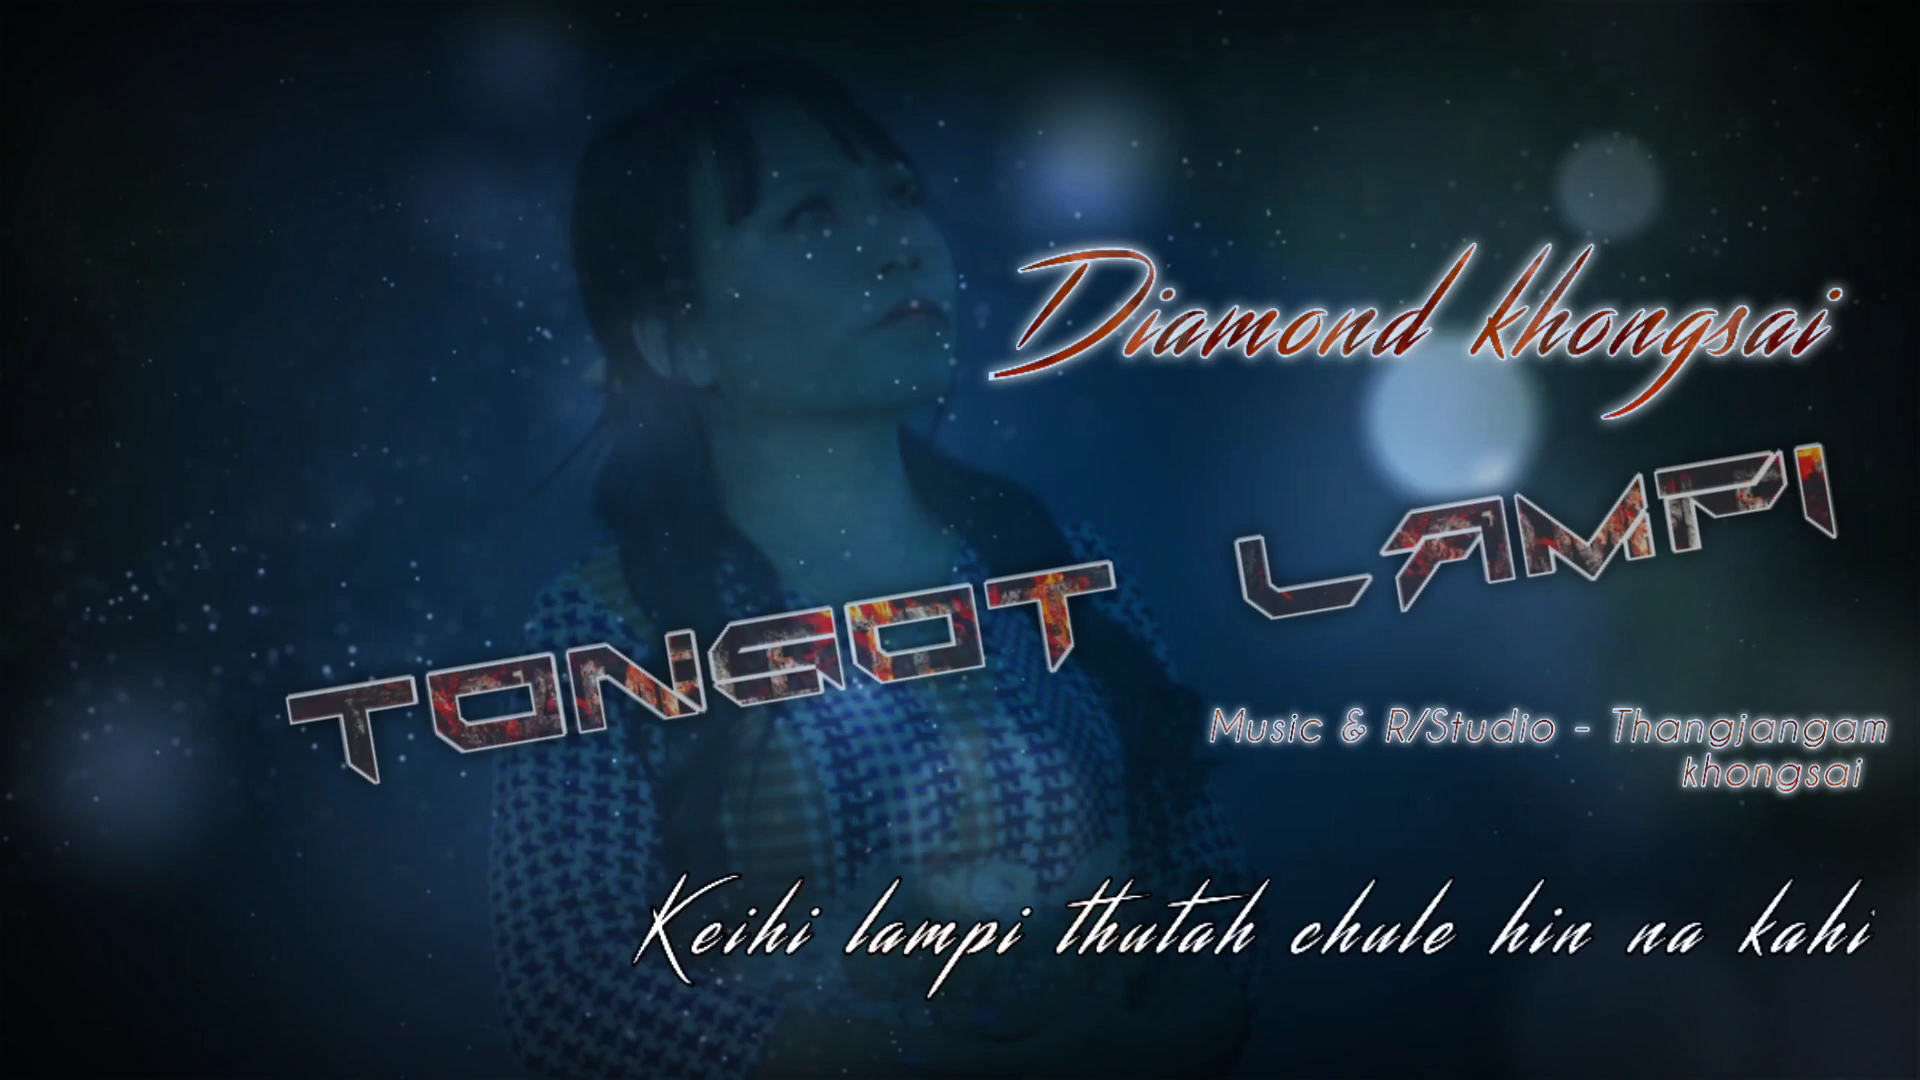 Diamond khongsai
TONGOT LAMPI
Music & R/Studio - Thangjangam
khongsai
Keihi lampi thutah chule hin na kahi